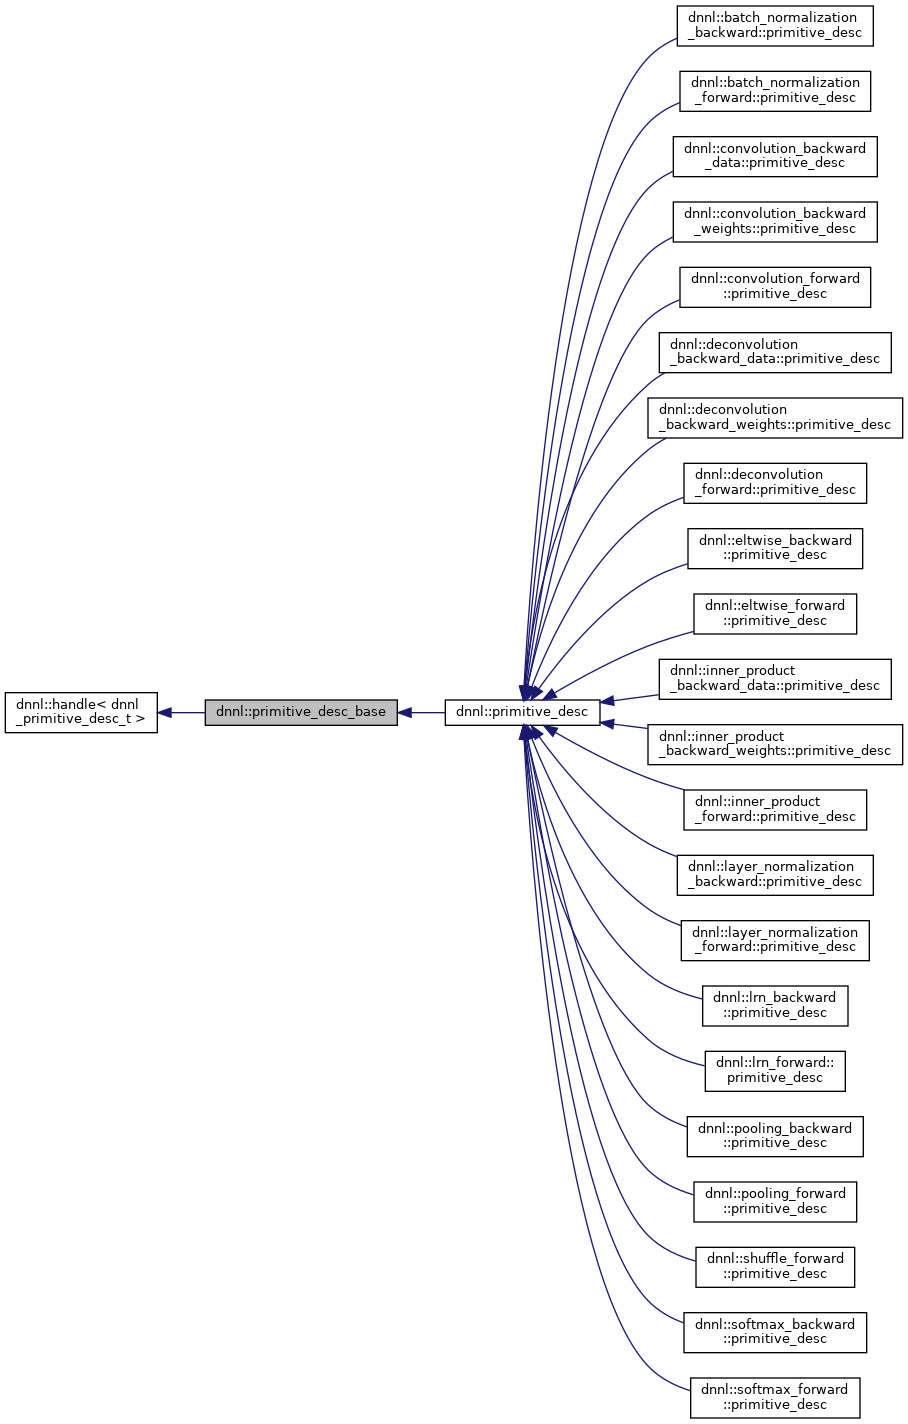 dnnl::batch_normalization
_backward::primitive_desc
dnnl::batch_normalization
_forward::primitive_desc
dnnl::convolution_backward
_data::primitive_desc
dnnl::convolution_backward
_weights::primitive_desc
dnnl::convolution_forward
::primitive_desc
dnnl::deconvolution
_backward_data::primitive_desc
dnnl::deconvolution
_backward_weights::primitive_desc
dnnl::deconvolution
_forward::primitive_desc
dnnl::eltwise_backward
::primitive_desc
dnnl::eltwise_forward
::primitive_desc
dnnl::inner_product
_backward_data::primitive_desc
dnnl::handle< dnnl
_primitive_desc_t >
dnnl::primitive_desc_base
dnnl::primitive_desc
dnnl::inner_product
_backward_weights::primitive_desc
dnnl::inner_product
_forward::primitive_desc
dnnl::layer_normalization
_backward::primitive_desc
dnnl::layer_normalization
_forward::primitive_desc
dnnl::lrn_backward
::primitive_desc
dnnl::lrn_forward::
primitive_desc
dnnl::pooling_backward
::primitive_desc
dnnl::pooling_forward
::primitive_desc
dnnl::shuffle_forward
::primitive_desc
dnnl::softmax_backward
::primitive_desc
dnnl::softmax_forward
::primitive_desc